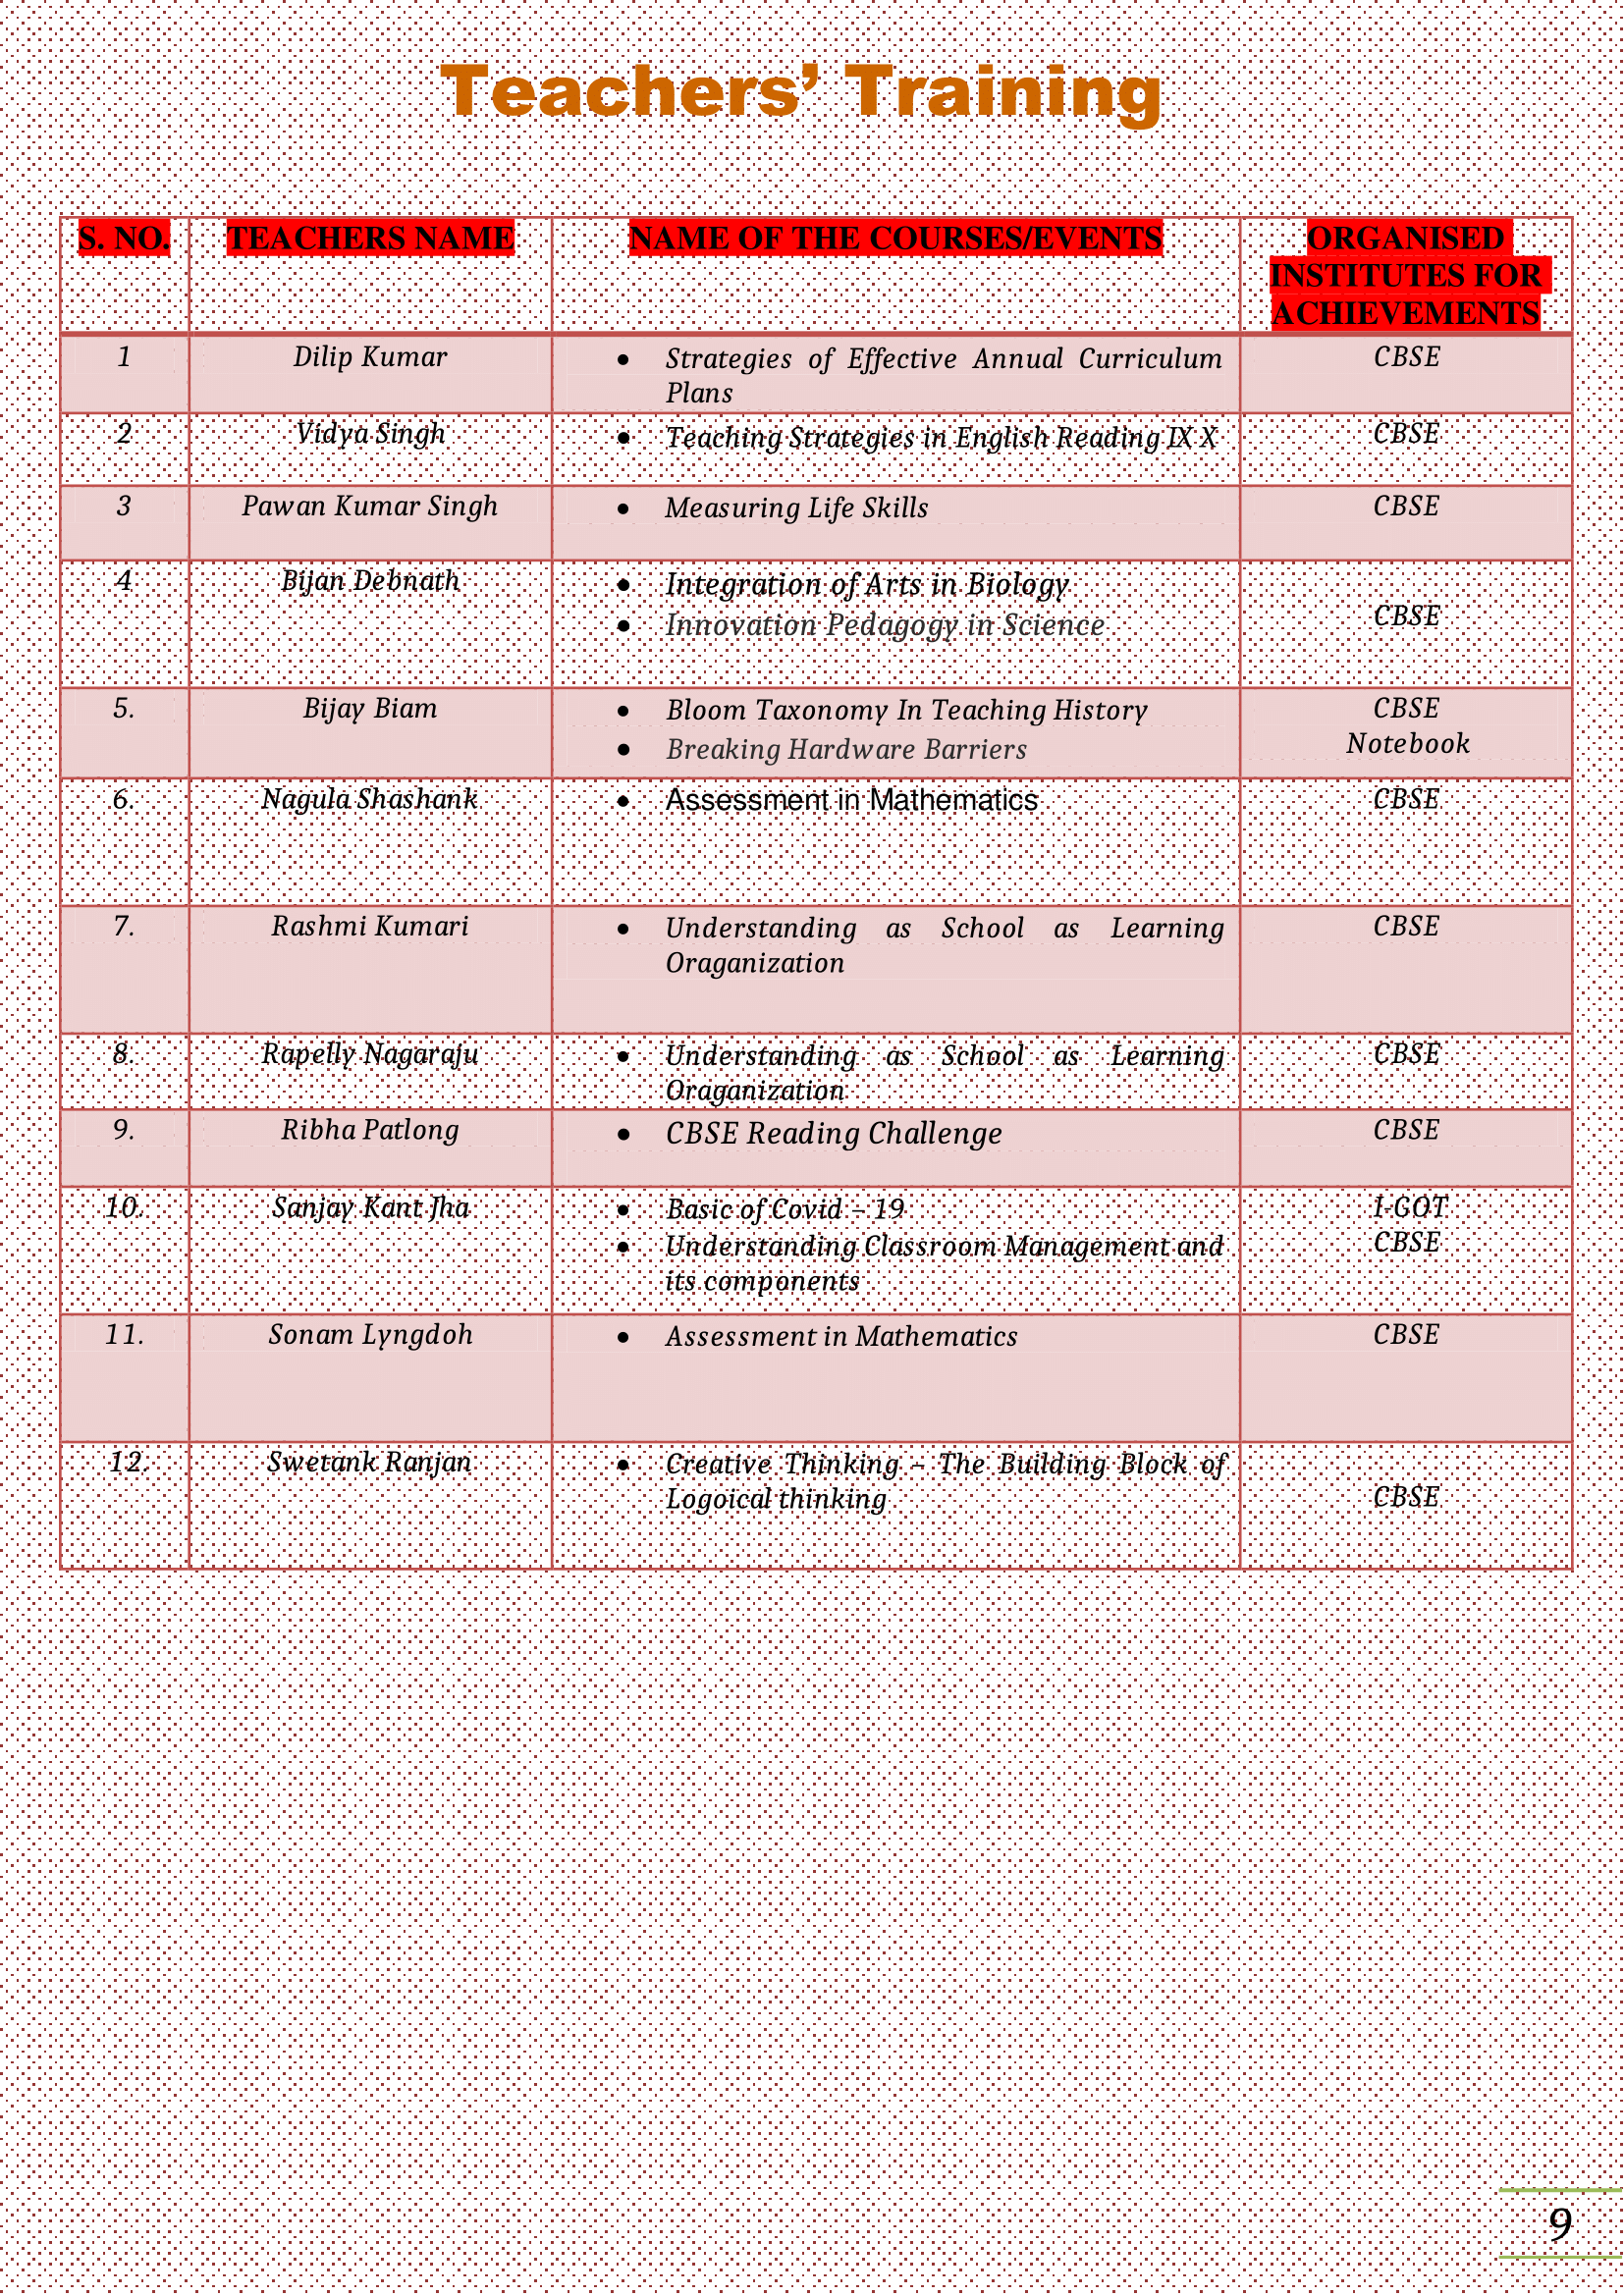 Teachers’ Training
S. NO. TEACHERS NAME NAME OF THE COURSES/EVENTS ORGANISED
INSTITUTES FOR
ACHIEVEMENTS
1 Dilip Kumar • Strategies of Effective Annual Curriculum CBSE
Plans
2 Vidya Singh • Teaching Strategies in English Reading IX X CBSE
3 Pawan Kumar Singh • Measuring Life Skills CBSE
4 Bijan Debnath • Integration of Arts in Biology
• Innovation Pedagogy in Science CBSE
5. Bijay Biam • Bloom Taxonomy In Teaching History CBSE
• Breaking Hardware Barriers Notebook
6. Nagula Shashank • Assessment in Mathematics CBSE
7. Rashmi Kumari • Understanding as School as Learning CBSE
Oraganization
8. Rapelly Nagaraju • Understanding as School as Learning CBSE
Oraganization
9. Ribha Patlong • CBSE Reading Challenge CBSE
10. Sanjay Kant Jha • Basic of Covid – 19 I-GOT
• Understanding Classroom Management and CBSE
its components
11. Sonam Lyngdoh • Assessment in Mathematics CBSE
12. Swetank Ranjan • Creative Thinking – The Building Block of
Logoical thinking CBSE
9